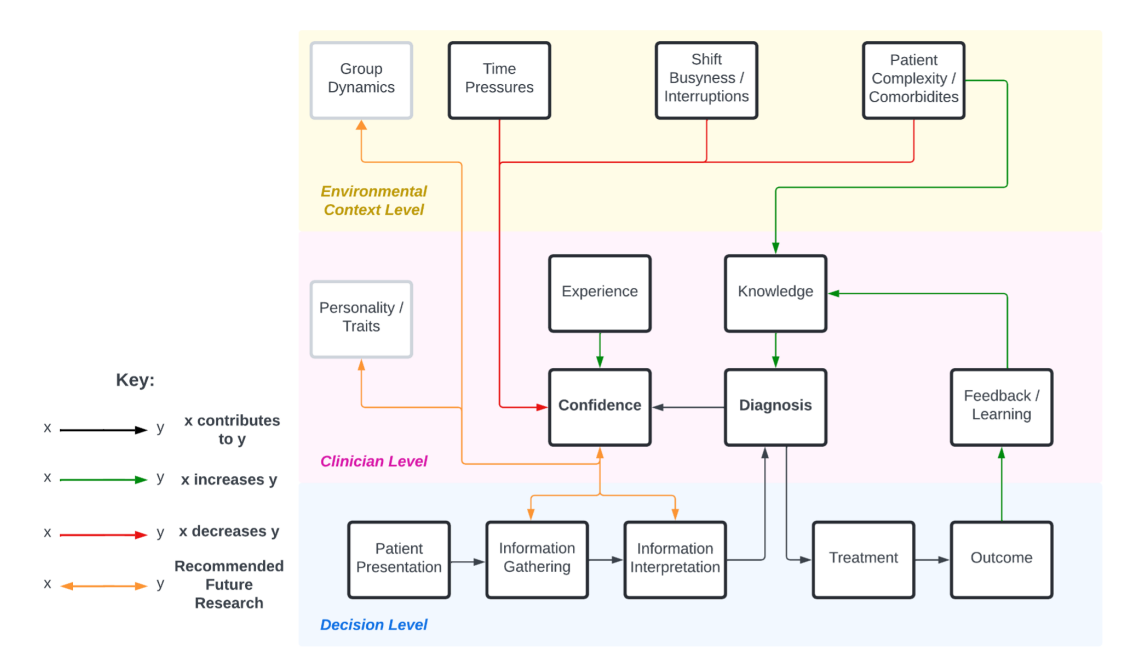 Group
Dynamics
Time
Pressures
Shift
Busyness /
Interruptions
Patient
Complexity /
Comorbidites
Environmental
Context Level
Experience
Knowledge
Personality /
Traits
Confidence
Diagnosis
Feedback /
Learning
Clinician Level
Patient
Presentation
Information
Gathering
Information
Interpretation
Treatment
Outcome
Decision Level
Key:
x y x contributes
to y
x y x increases y
x y x decreases y
x y Recommended
Future
Research